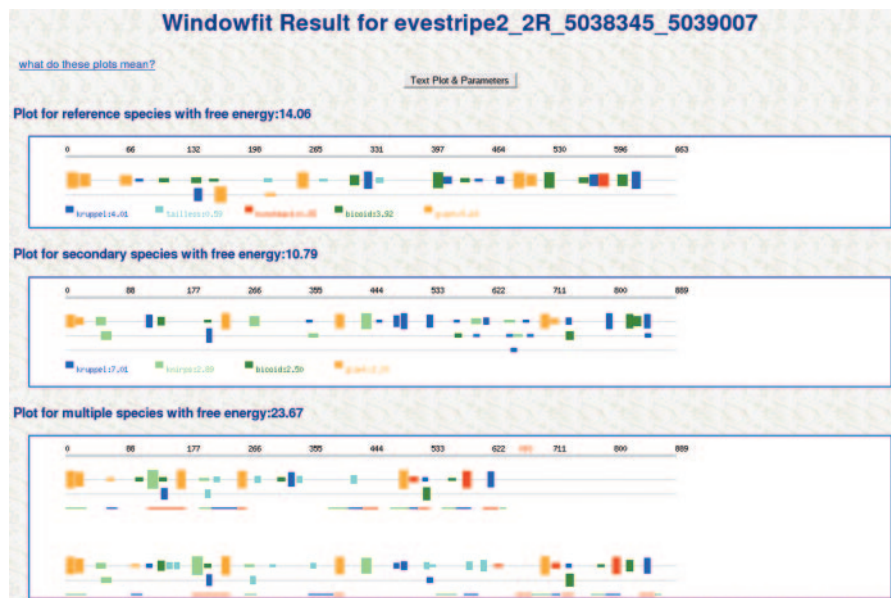 Windowfit Result for evestripe2_2R_5038345_5039007
what do these plots mean?
Text Plot & Parameters
Plot for reference species with free energy:14.06
0 66 132 198 265 331 397 464 530 596 663
kruppel:4.01 tailless:0.59 bicoid:3.92
Plot for secondary species with free energy:10.79
0 88 177 266 355 444 533 622 711 800 889
kruppel:7.01 knirps:2.89 bicoid:2.59
Plot for multiple species with free energy:23.67
0 88 177 266 355 444 533 622 711 800 889